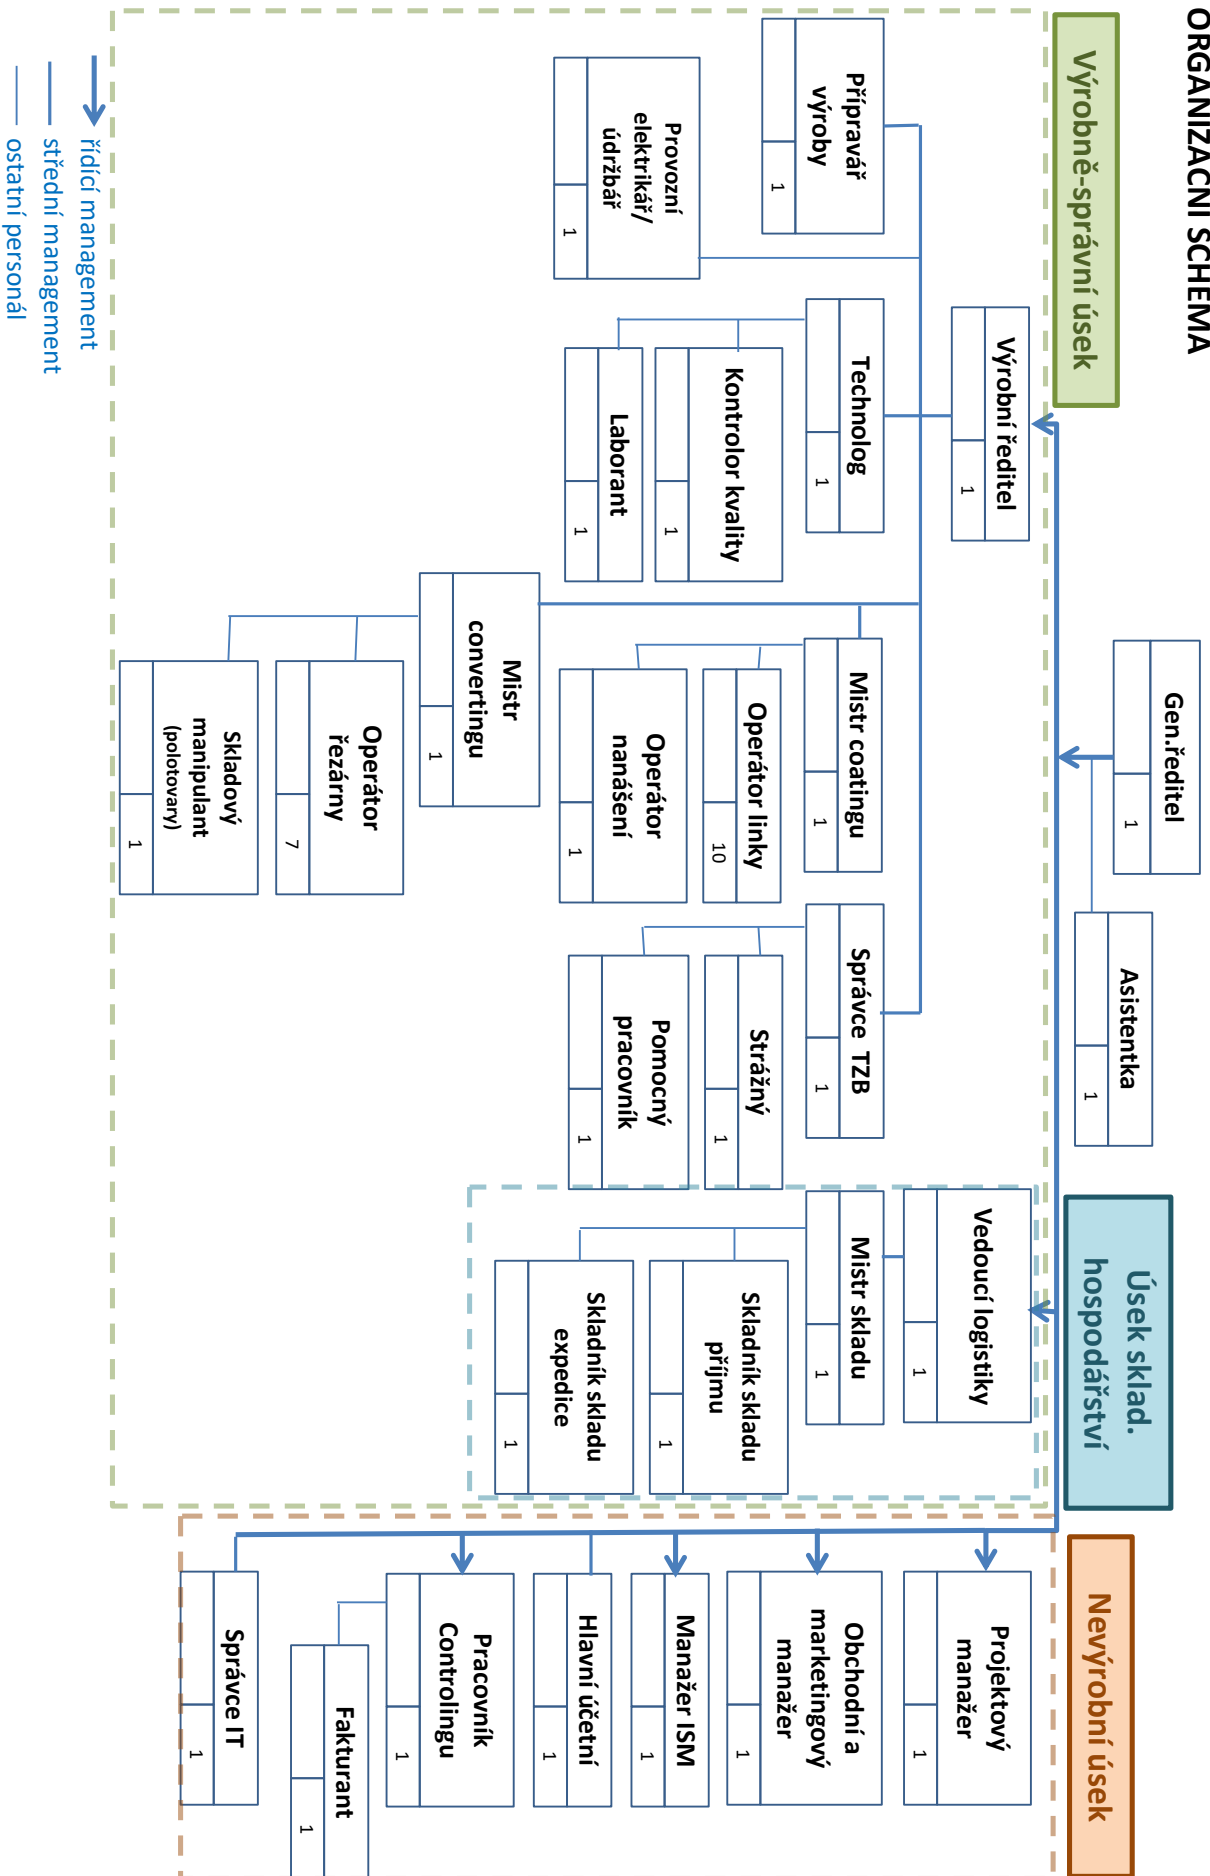 ORGANIZACNI SCHEMA
Gen.ředitel
1
Asistentka
1
Výrobně-správní úsek
Úsek sklad.
hospodářství
Nevýrobní úsek
Výrobní ředitel
1
Přípravář
výroby
1
Provozní
elektrikář/
údržbář
1
Technolog
1
Kontrolor kvality
1
Laborant
1
Mistr coatingu
1
Operátor linky
10
Operátor
nanášení
1
Mistr
convertingu
1
Operátor
řezárny
7
Skladový
manipulant
(polotovary)
1
Správce TZB
1
Strážný
1
Pomocný
pracovník
1
Vedoucí logistiky
1
Mistr skladu
1
Skladník skladu
příjmu
1
Skladník skladu
expedice
1
Projektový
manažer
1
Obchodní a
marketingový
manažer
1
Manažer ISM
1
Hlavní účetní
1
Pracovník
Controlingu
1
Fakturant
1
Správce IT
1
řídící management
střední management
ostatní personál